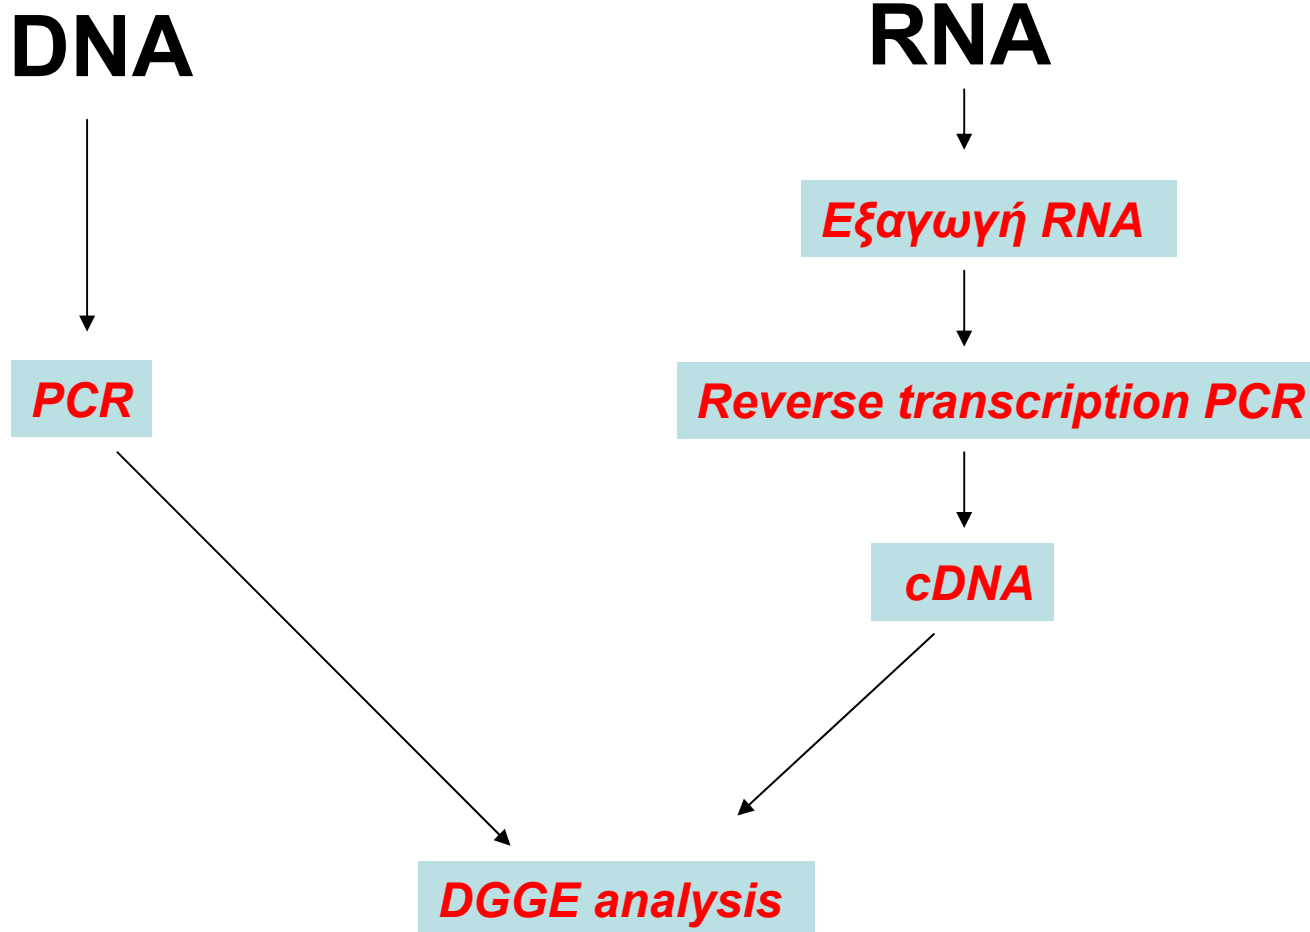 DNA
RNA
Εξαγωγή RNA
PCR
Reverse transcription PCR
cDNA
DGGE analysis